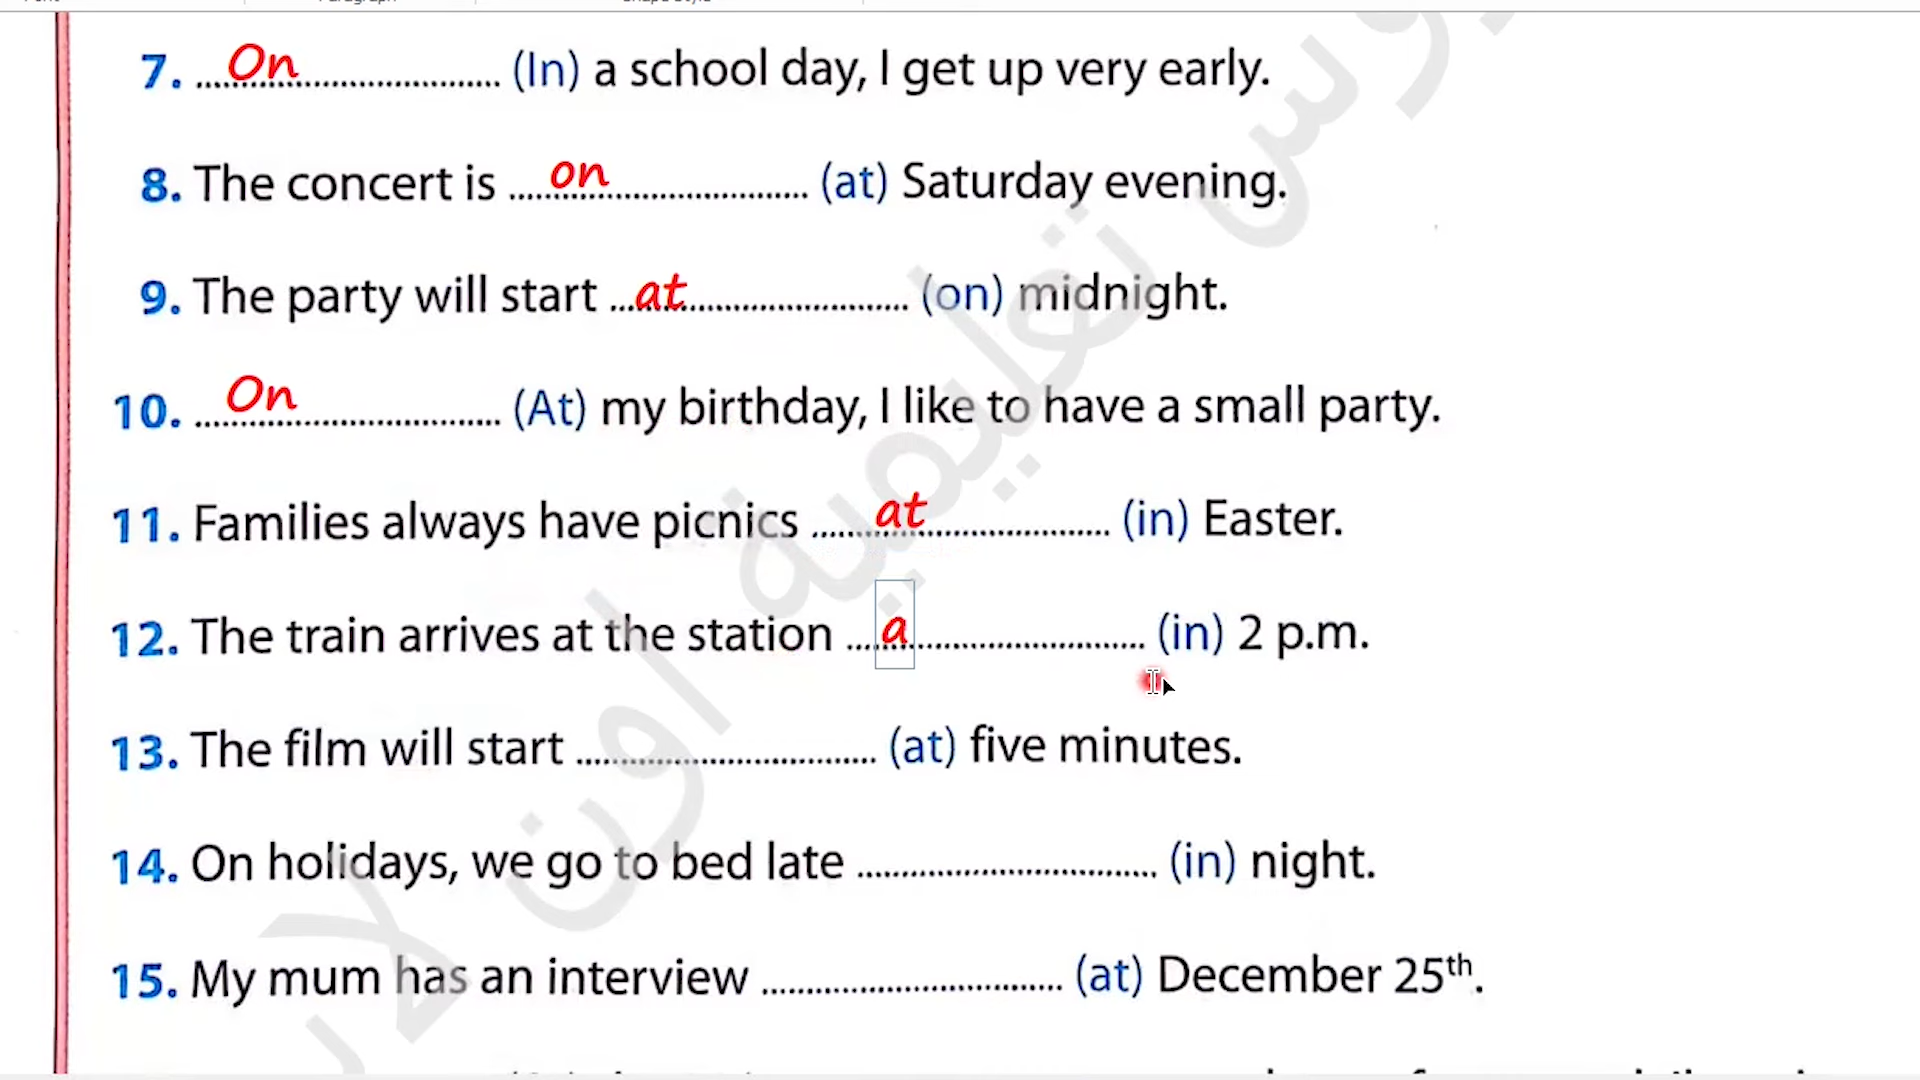 7. On (In) a school day, I get up very early.
8. The concert is on (at) Saturday evening.
9. The party will start at (on) midnight.
10. On (At) my birthday, I like to have a small party.
11. Families always have picnics at (in) Easter.
12. The train arrives at the station a (in) 2 p.m.
13. The film will start (at) five minutes.
14. On holidays, we go to bed late (in) night.
15. My mum has an interview (at) December 25th.
تعليمية اون لا